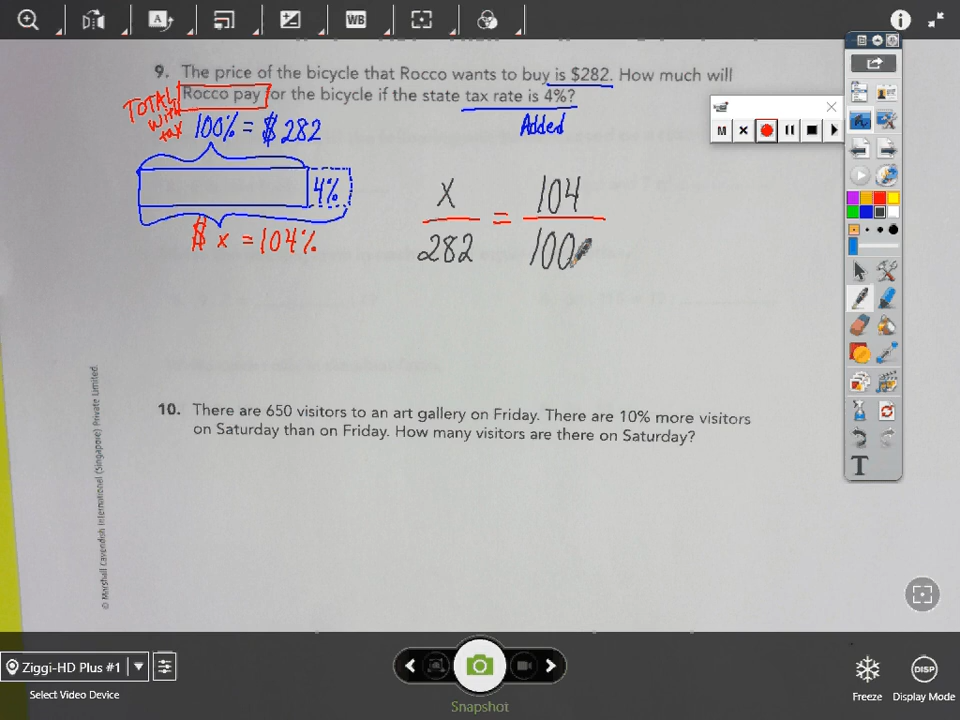 WB
9. The price of the bicycle that Rocco wants to buy is $282. How much will
Rocco pay for the bicycle if the state tax rate is 4%?
TOTAL
with
tax
100% = $282
Added
4%
$ x = 104%
x = 104
282 100
M
10. There are 650 visitors to an art gallery on Friday. There are 10% more visitors
on Saturday than on Friday. How many visitors are there on Saturday?
© Marshall Cavendish International (Singapore) Private Limited
T
Ziggi-HD Plus #1
Select Video Device
Snapshot
Freeze
DISP
Display Mode